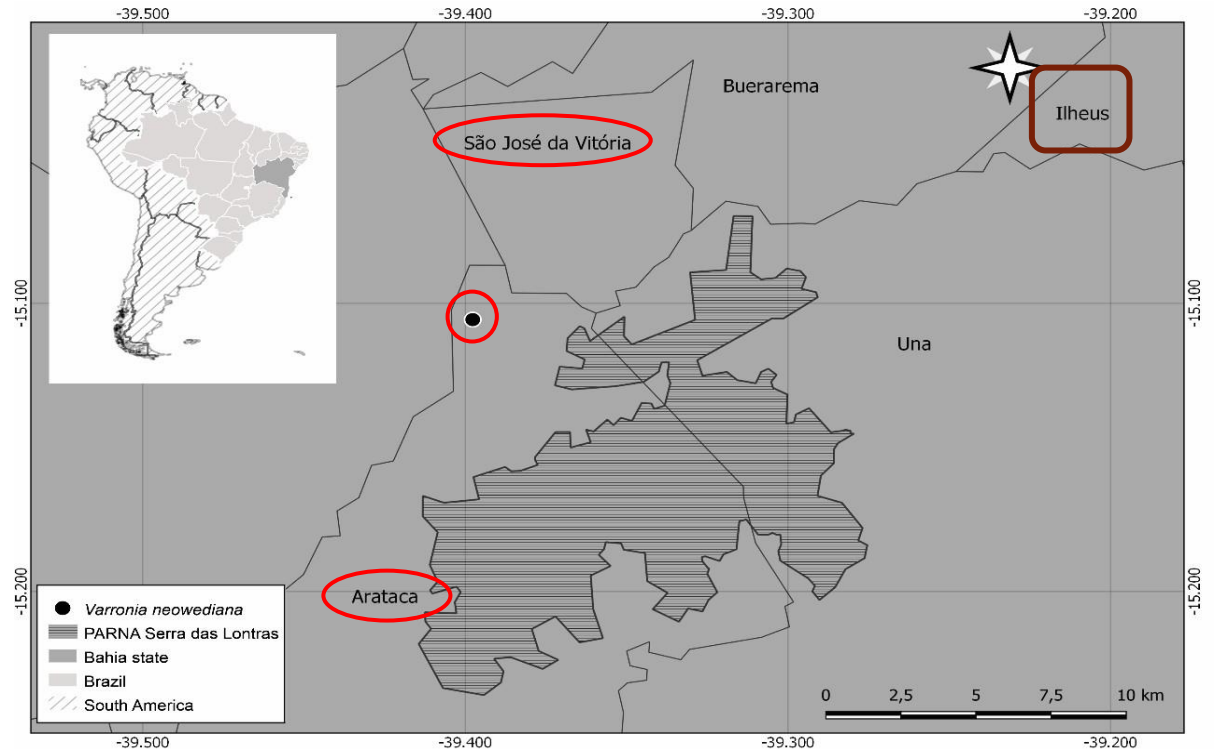 -39.500
-39.400
-39.300
-39.200
Buerarema
Ilheus
São José da Vitória
-15.100
-15.100
Una
-15.200
-15.200
Arataca
Varronia neowediana
PARNA Serra das Lontras
Bahia state
Brazil
South America
0 2,5 5 7,5 10 km
-39.500
-39.400
-39.300
-39.200